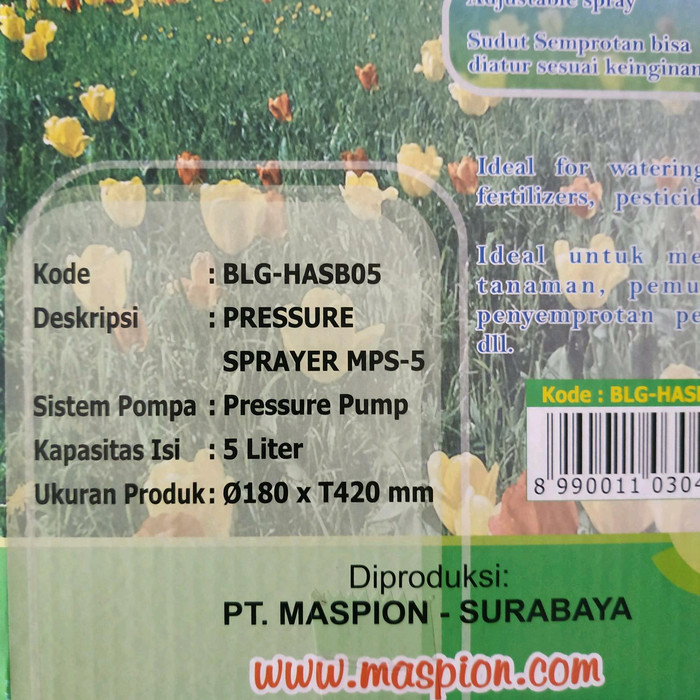 Adjustable spray
Sudut Semprotan bisa
diatur sesuai keinginan
Ideal for watering
fertilizers, pesticid
Ideal untuk me
tanaman, pemu
penyemprotan pe
dll.
Kode : BLG-HASB05
Deskripsi : PRESSURE
SPRAYER MPS-5
Sistem Pompa : Pressure Pump
Kapasitas Isi : 5 Liter
Ukuran Produk : Ø180 x T420 mm
Kode : BLG-HAS
8 990011 0304
Diproduksi:
PT. MASPION - SURABAYA
www.maspion.com